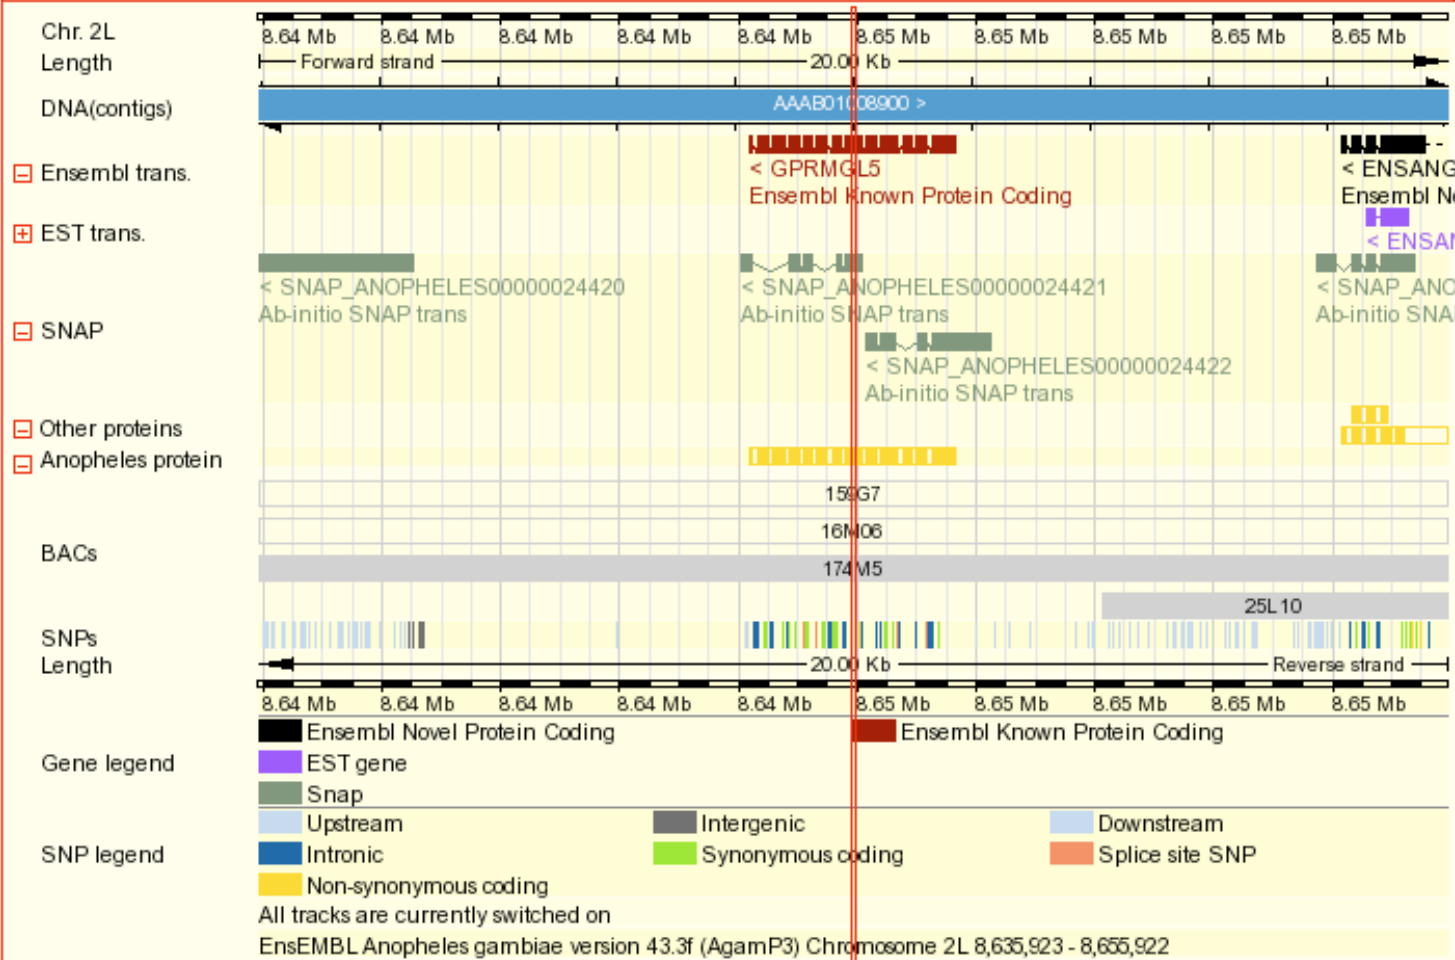 Chr. 2L 8.64 Mb 8.64 Mb 8.64 Mb 8.64 Mb 8.64 Mb 8.65 Mb 8.65 Mb 8.65 Mb 8.65 Mb 8.65 Mb
Length Forward strand 20.00 Kb
DNA(contigs) AAAB01008900 >
Ensembl trans. < GPRMGL5 < ENSANG
Ensembl Known Protein Coding Ensembl No
EST trans. < ENSAN
< SNAP_ANOPHELES00000024420 < SNAP_ANOPHELES00000024421 < SNAP_ANO
Ab-initio SNAP trans Ab-initio SNAP trans Ab-initio SNA
SNAP
< SNAP_ANOPHELES00000024422
Ab-initio SNAP trans
Other proteins
Anopheles protein
159G7
16M06
BACs
174M5
25L10
SNPs
Length 20.00 Kb Reverse strand
8.64 Mb 8.64 Mb 8.64 Mb 8.64 Mb 8.64 Mb 8.65 Mb 8.65 Mb 8.65 Mb 8.65 Mb 8.65 Mb
Ensembl Novel Protein Coding Ensembl Known Protein Coding
Gene legend EST gene
Snap
Upstream Intergenic Downstream
SNP legend Intronic Synonymous coding Splice site SNP
Non-synonymous coding
All tracks are currently switched on
EnsEMBL Anopheles gambiae version 43.3f (AgamP3) Chromosome 2L 8,635,923 - 8,655,922